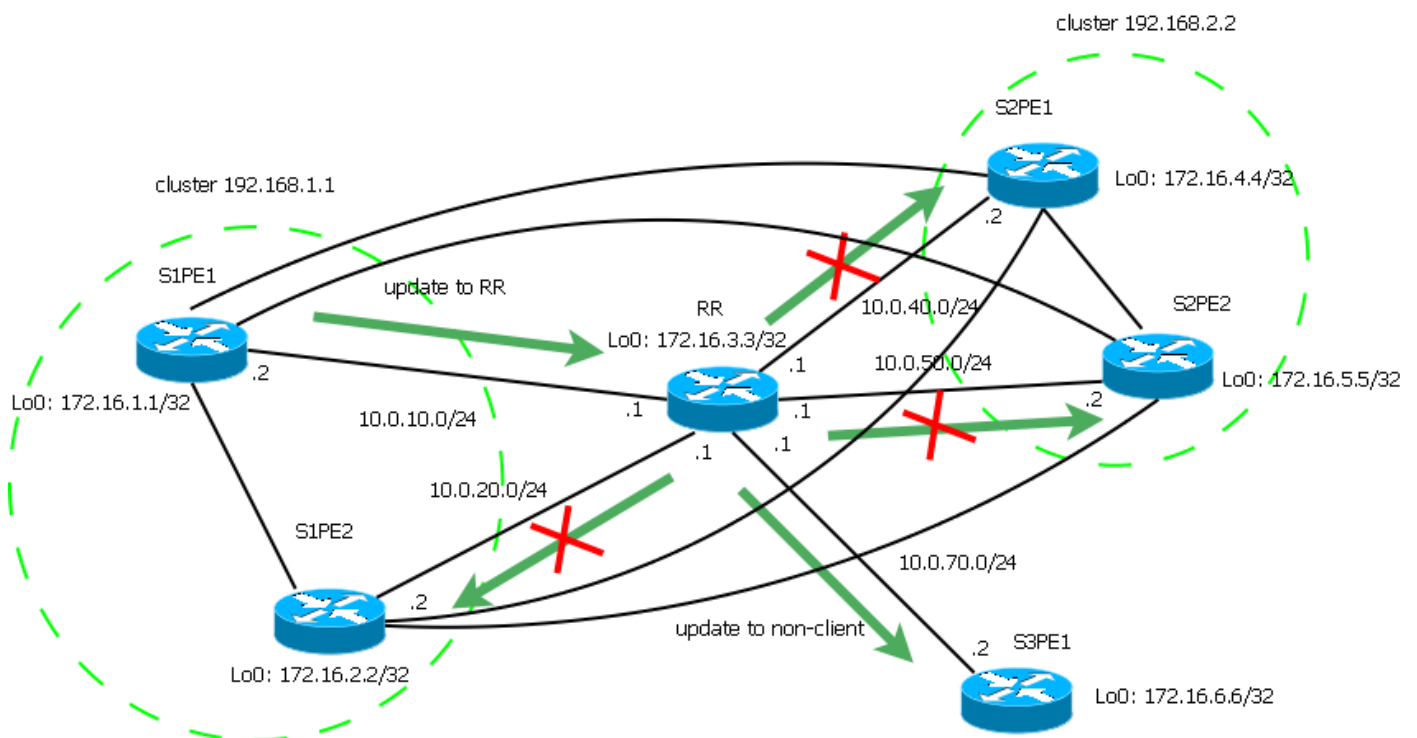 cluster 192.168.2.2
S2PE1
Lo0: 172.16.4.4/32
cluster 192.168.1.1
.2
S1PE1
update to RR
RR
10.0.40.0/24
S2PE2
Lo0: 172.16.3.3/32
.1
10.0.50.0/24
.2
Lo0: 172.16.5.5/32
Lo0: 172.16.1.1/32
.2
10.0.10.0/24
.1
.1
.1
.1
10.0.20.0/24
S1PE2
10.0.70.0/24
.2
update to non-client
.2
S3PE1
Lo0: 172.16.2.2/32
Lo0: 172.16.6.6/32